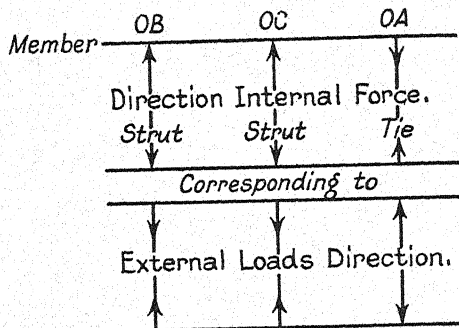 OB OC OA
Member
Direction Internal Force.
Strut Strut Tie
Corresponding to
External Loads Direction.